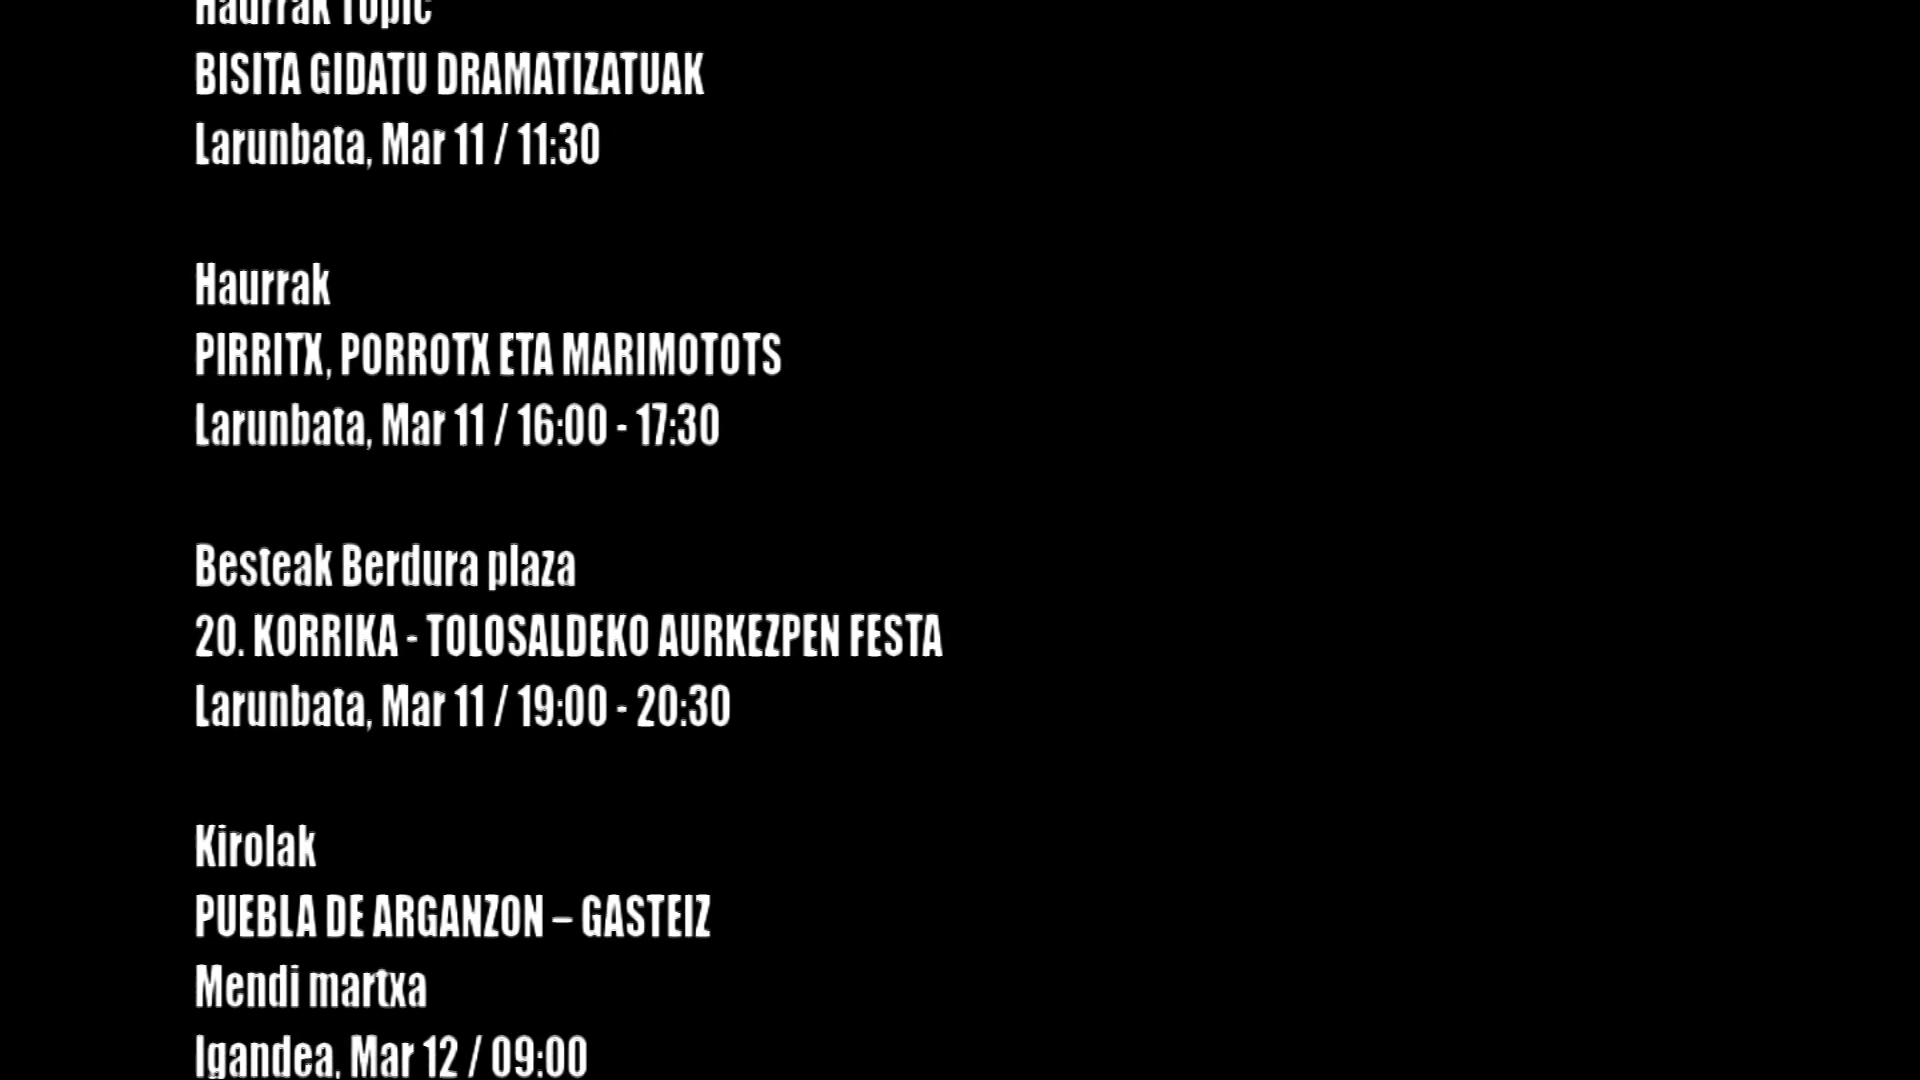 Haurrak Topic
BISITA GIDATU DRAMATIZATUAK
Larunbata, Mar 11 / 11:30
Haurrak
PIRRITX, PORROTX ETA MARIMOTOTS
Larunbata, Mar 11 / 16:00 - 17:30
Besteak Berdura plaza
20. KORRIKA - TOLOSALDEKO AURKEZPEN FESTA
Larunbata, Mar 11 / 19:00 - 20:30
Kirolak
PUEBLA DE ARGANZON – GASTEIZ
Mendi martxa
Igandea, Mar 12 / 09:00